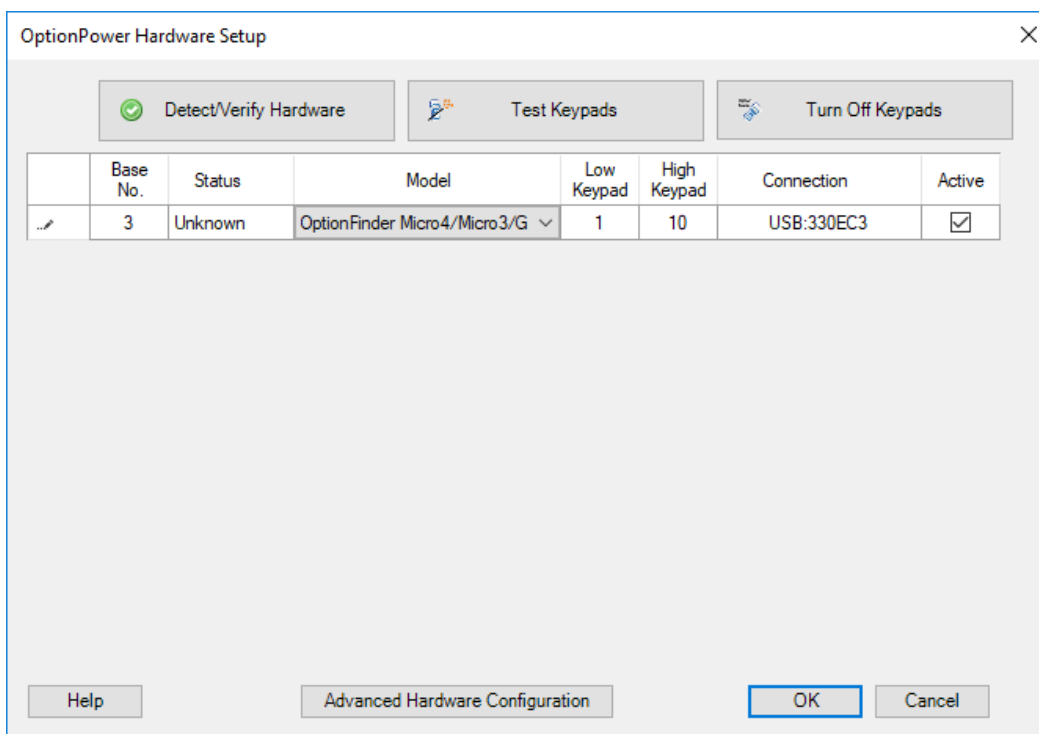 OptionPower Hardware Setup
Detect/Verify Hardware Test Keypads Turn Off Keypads
Base No. Status Model Low Keypad High Keypad Connection Active
3 Unknown OptionFinder Micro4/Micro3/G 1 10 USB:330EC3
Help Advanced Hardware Configuration OK Cancel